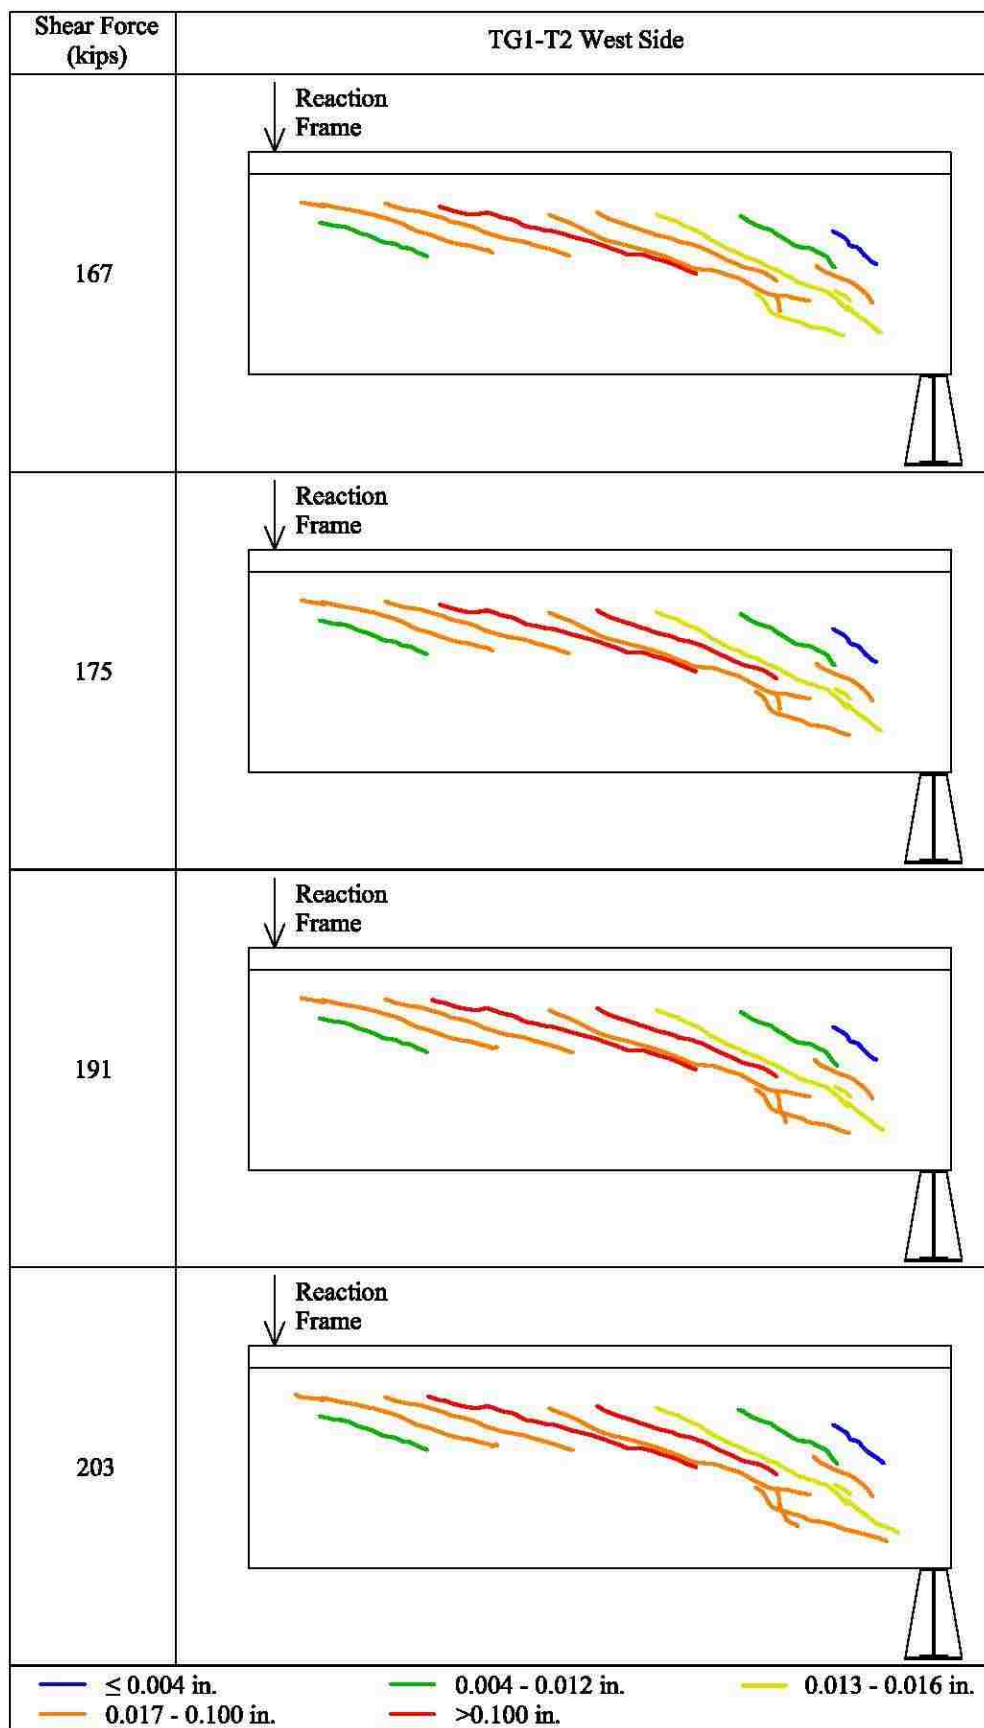 Shear Force
(kips)
TG1-T2 West Side
Reaction
Frame
167
Reaction
Frame
175
Reaction
Frame
191
Reaction
Frame
203
≤ 0.004 in.
0.004 - 0.012 in.
0.013 - 0.016 in.
0.017 - 0.100 in.
>0.100 in.